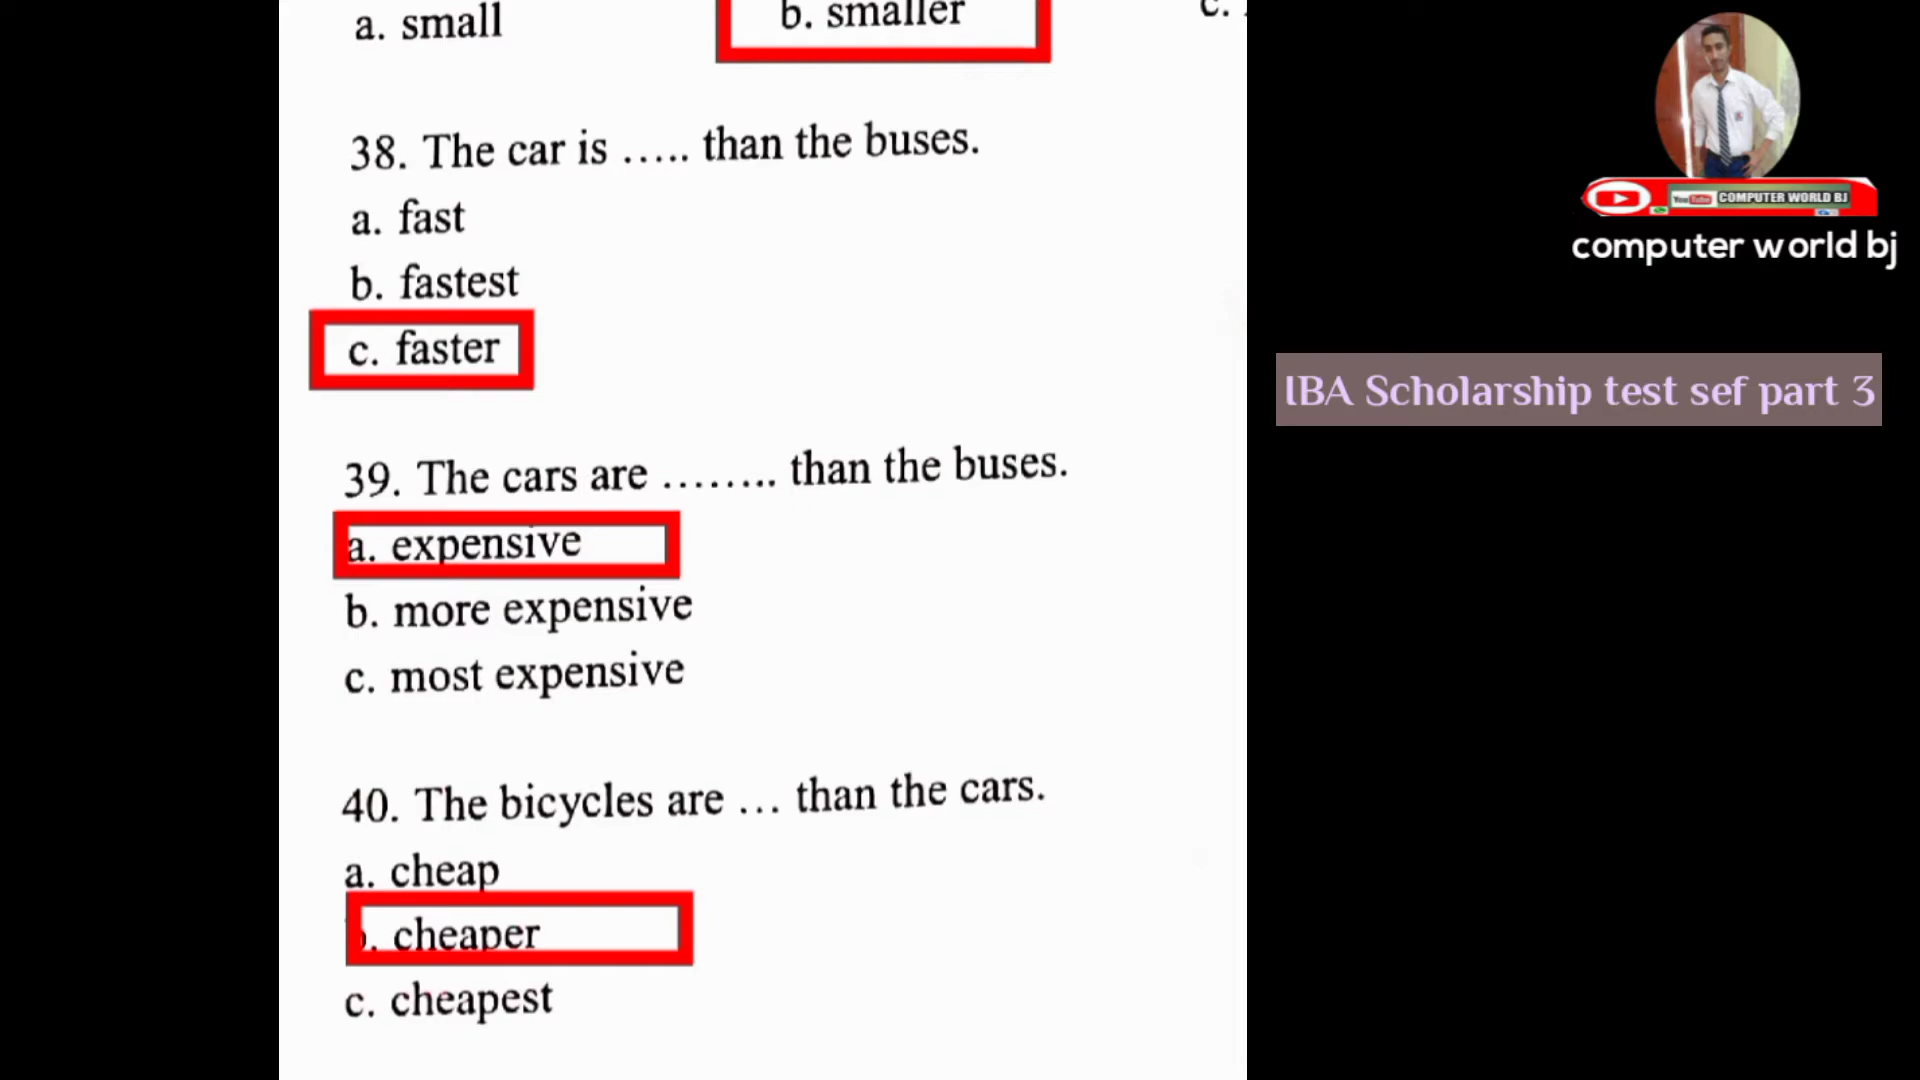 a. small
b. smaller
c.
38. The car is ..... than the buses.
a. fast
b. fastest
c. faster
39. The cars are ........ than the buses.
a. expensive
b. more expensive
c. most expensive
40. The bicycles are ... than the cars.
a. cheap
b. cheaper
c. cheapest
YouTube COMPUTER WORLD BJ
computer world bj
IBA Scholarship test sef part 3